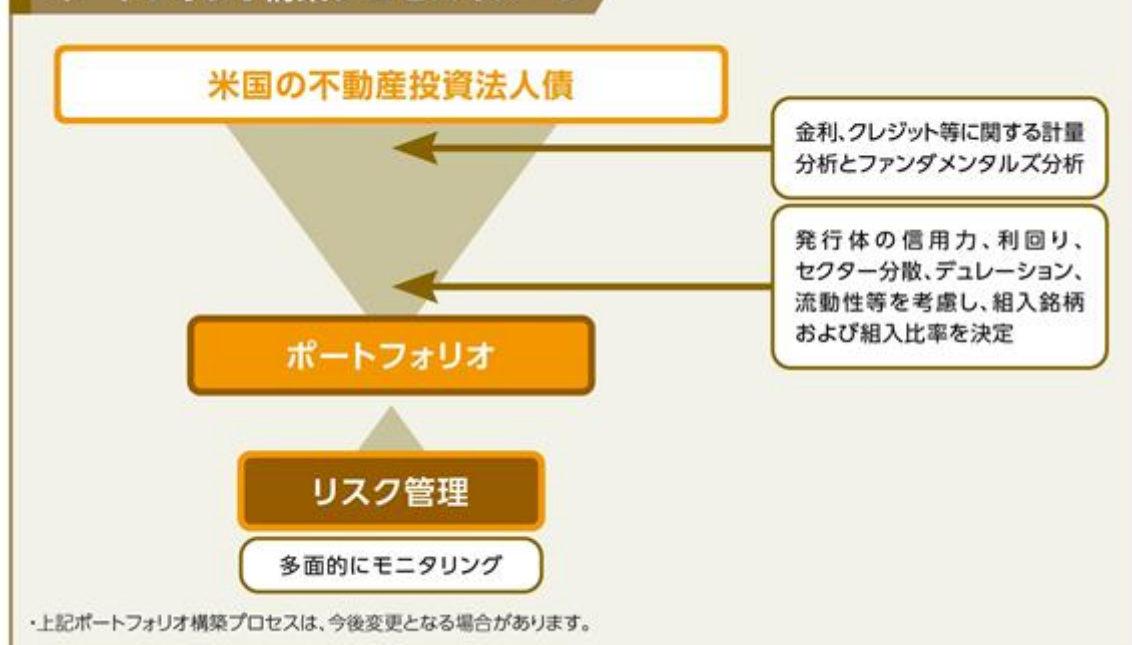 米国の不動産投資法人債
金利、クレジット等に関する計量
分析とファンダメンタルズ分析
発行体の信用力、利回り、
セクター分散、デュレーション、
流動性等を考慮し、組入銘柄
および組入比率を決定
ポートフォリオ
リスク管理
多面的にモニタリング
・上記ポートフォリオ構築プロセスは、今後変更となる場合があります。